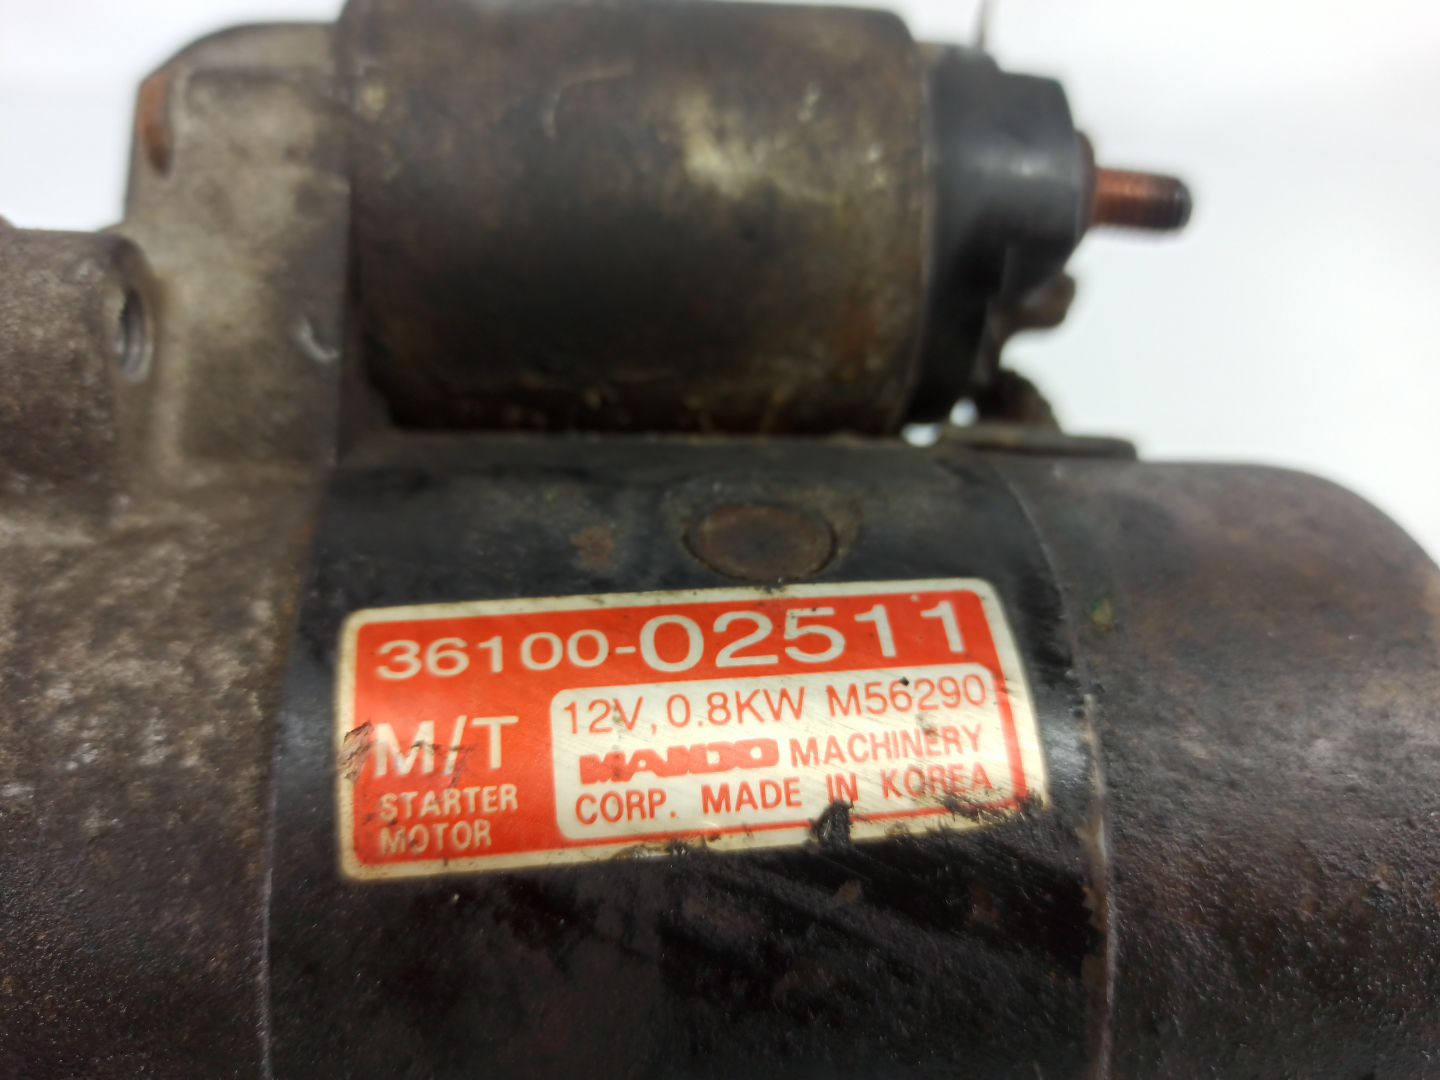 36100-02511
M/T
STARTER
MOTOR
12V, 0.8KW M56290
MANDO MACHINERY
CORP. MADE IN KOREA